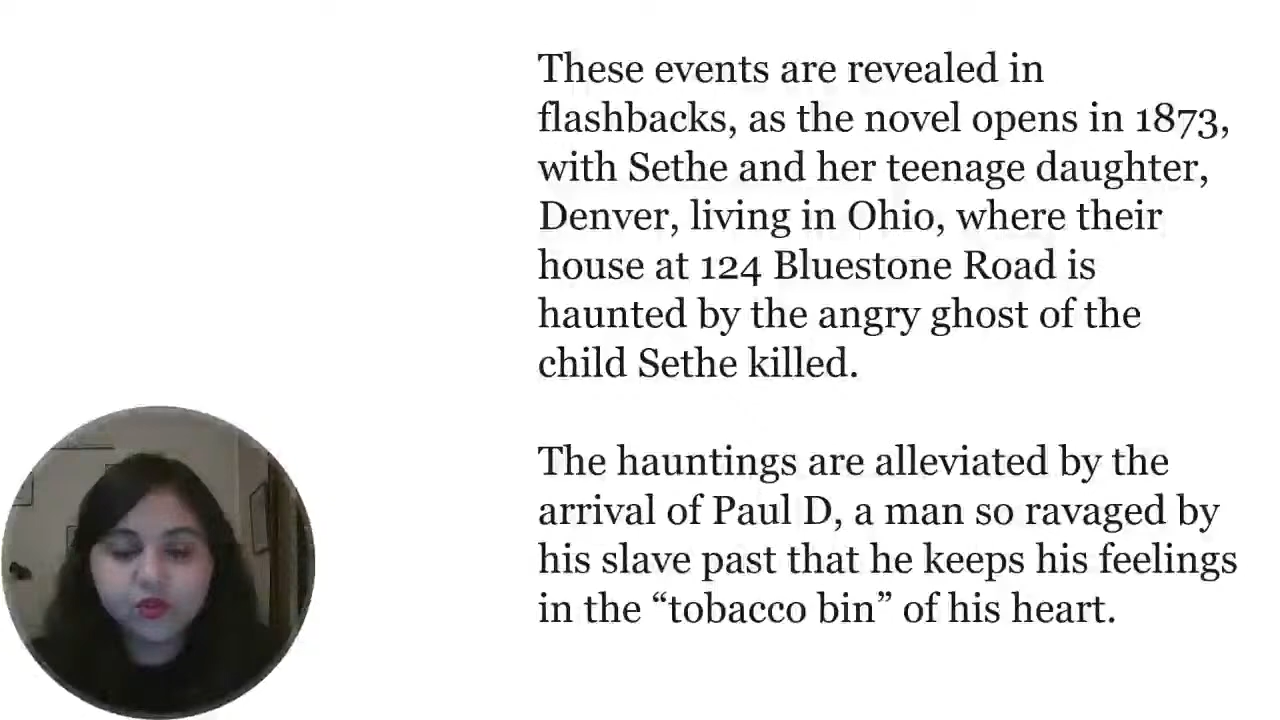 These events are revealed in
flashbacks, as the novel opens in 1873,
with Sethe and her teenage daughter,
Denver, living in Ohio, where their
house at 124 Bluestone Road is
haunted by the angry ghost of the
child Sethe killed.
The hauntings are alleviated by the
arrival of Paul D, a man so ravaged by
his slave past that he keeps his feelings
in the “tobacco bin” of his heart.